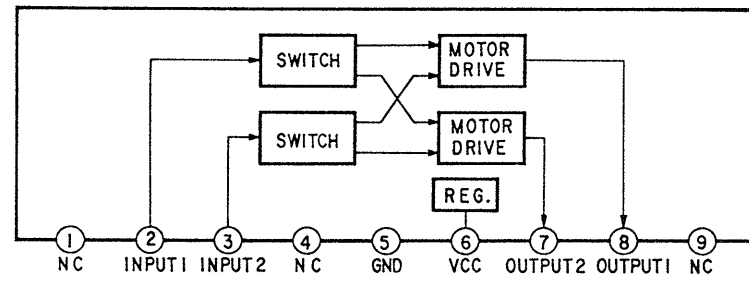 SWITCH
MOTOR
DRIVE
SWITCH
MOTOR
DRIVE
REG.
1 2 3 4 5 6 7 8 9
NC INPUT1 INPUT2 NC GND VCC OUTPUT2 OUTPUT1 NC